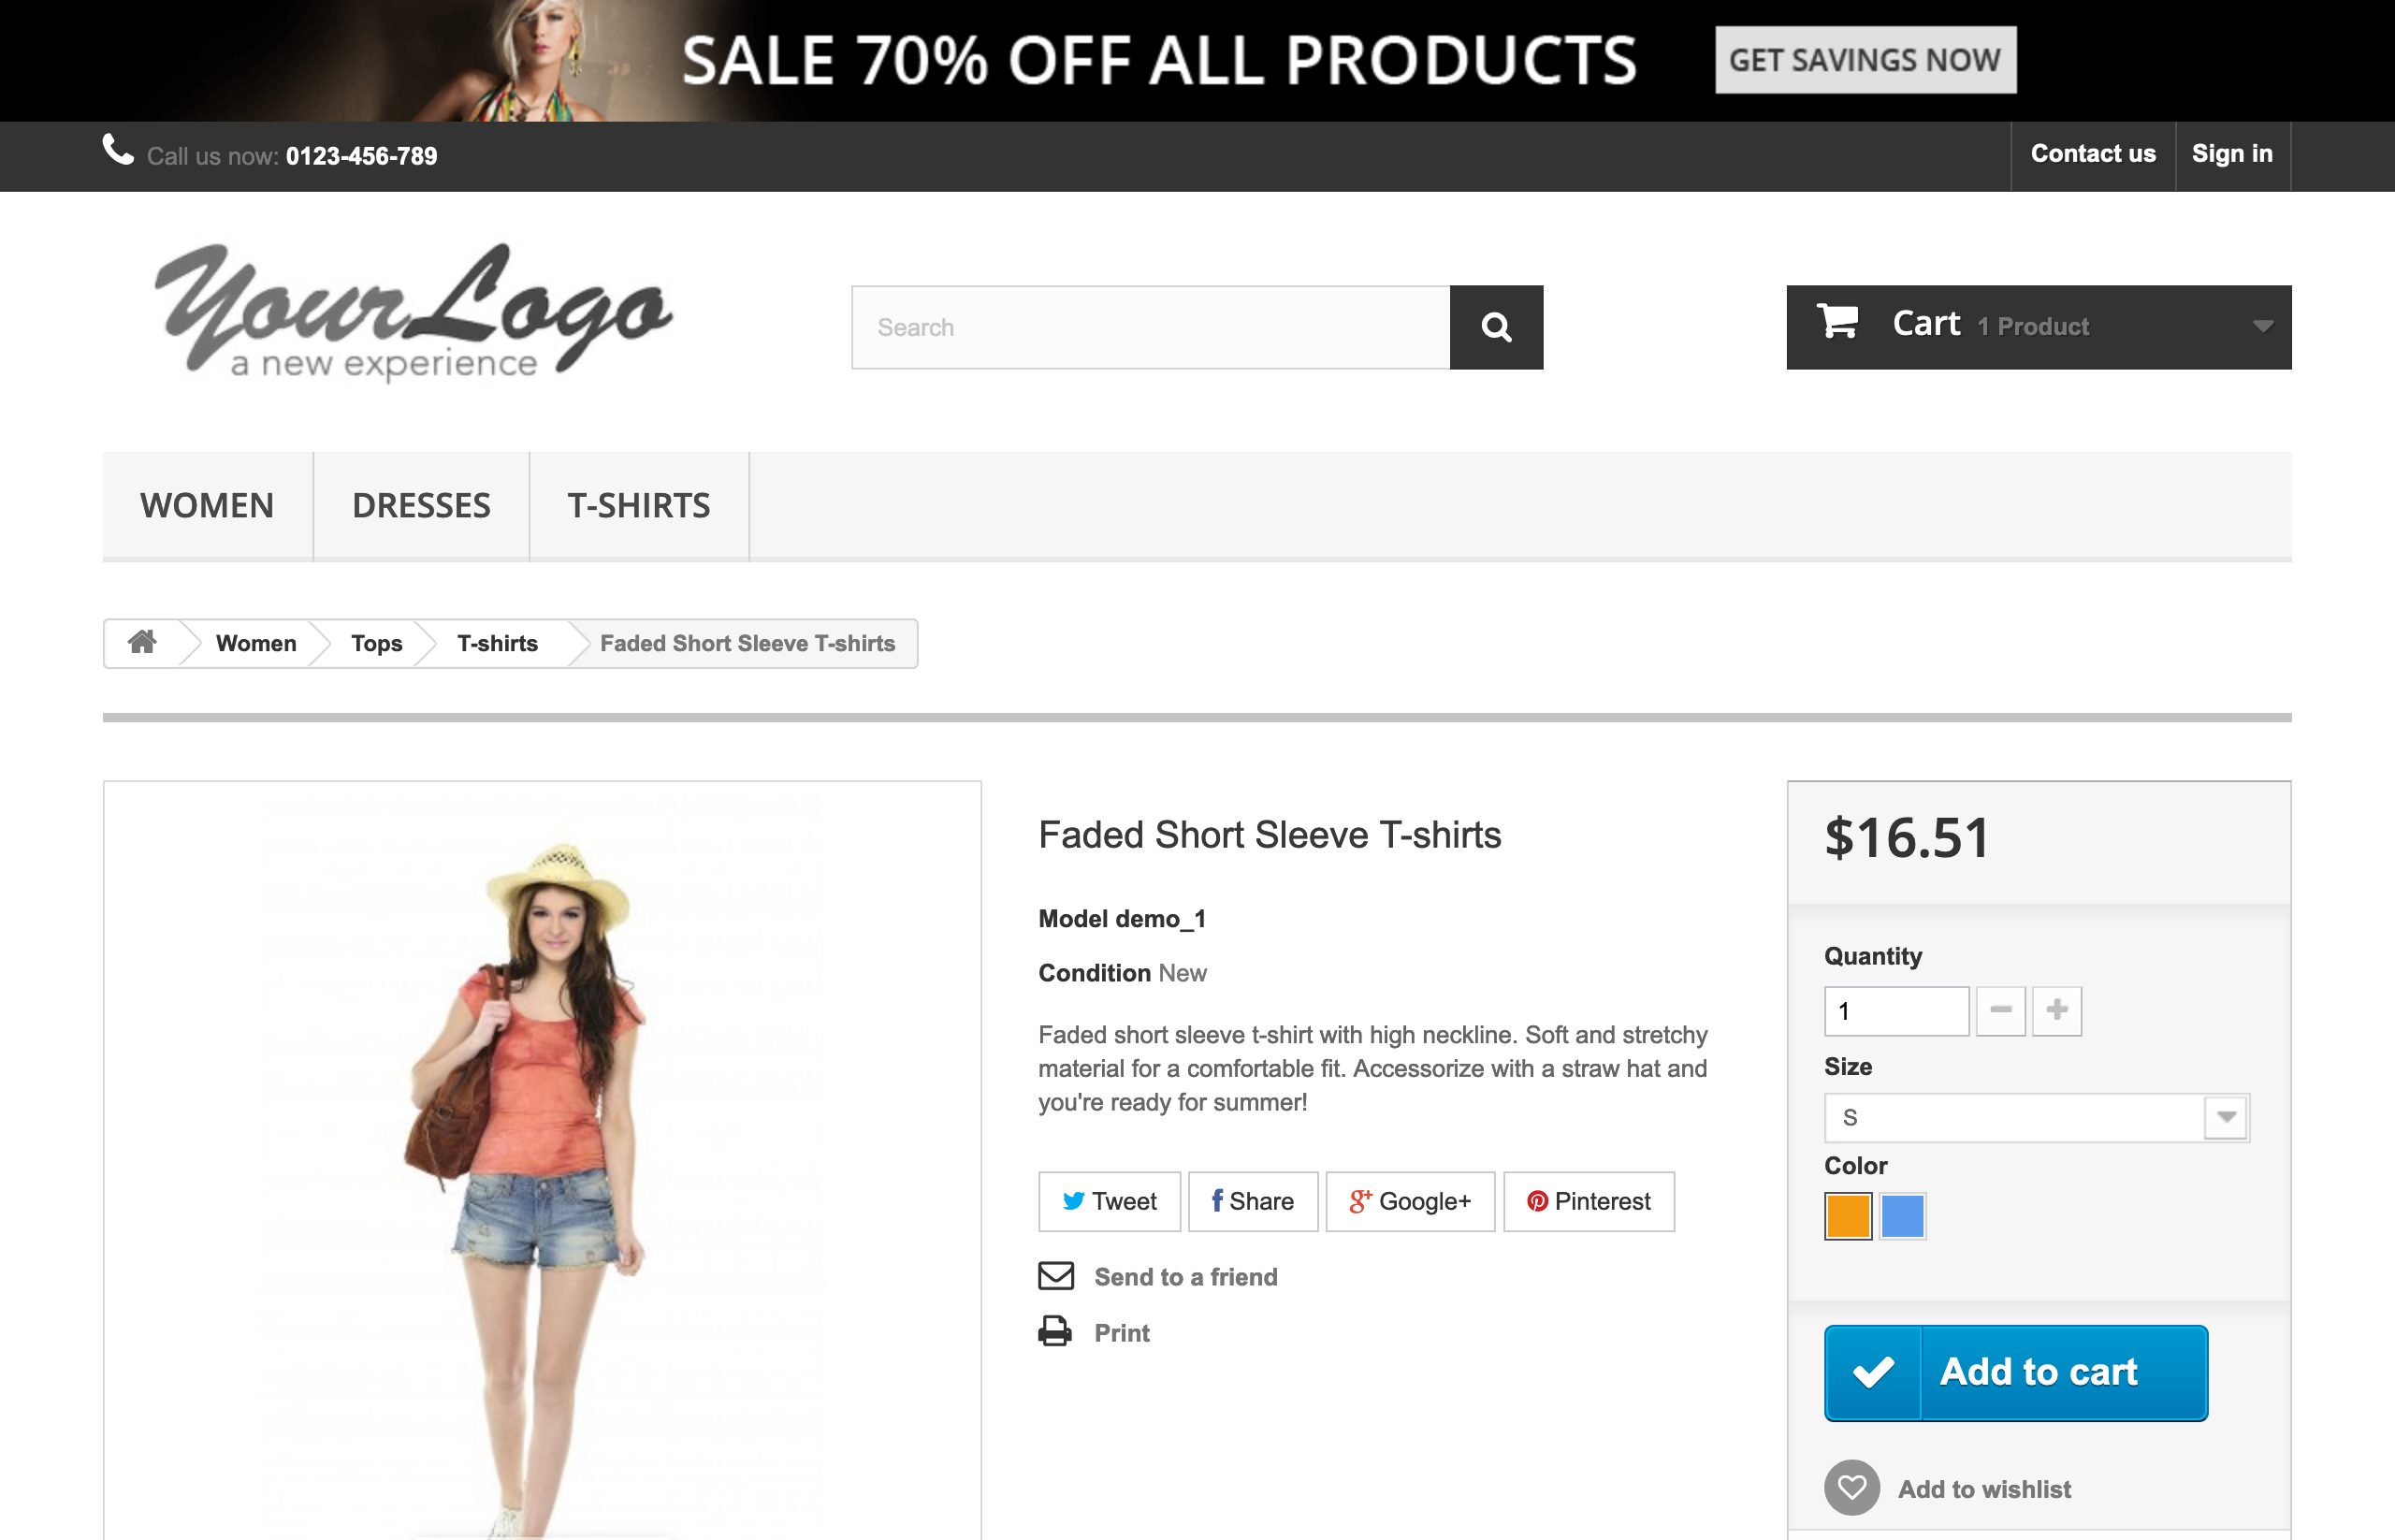 SALE 70% OFF ALL PRODUCTS GET SAVINGS NOW
Call us now: 0123-456-789 Contact us Sign in
YourLogo
a new experience
Search
Cart 1 Product
WOMEN DRESSES T-SHIRTS
Women Tops T-shirts Faded Short Sleeve T-shirts
Faded Short Sleeve T-shirts
Model demo_1
Condition New
Faded short sleeve t-shirt with high neckline. Soft and stretchy
material for a comfortable fit. Accessorize with a straw hat and
you're ready for summer!
Tweet Share Google+ Pinterest
Send to a friend
Print
$16.51
Quantity
1
Size
S
Color
Add to cart
Add to wishlist